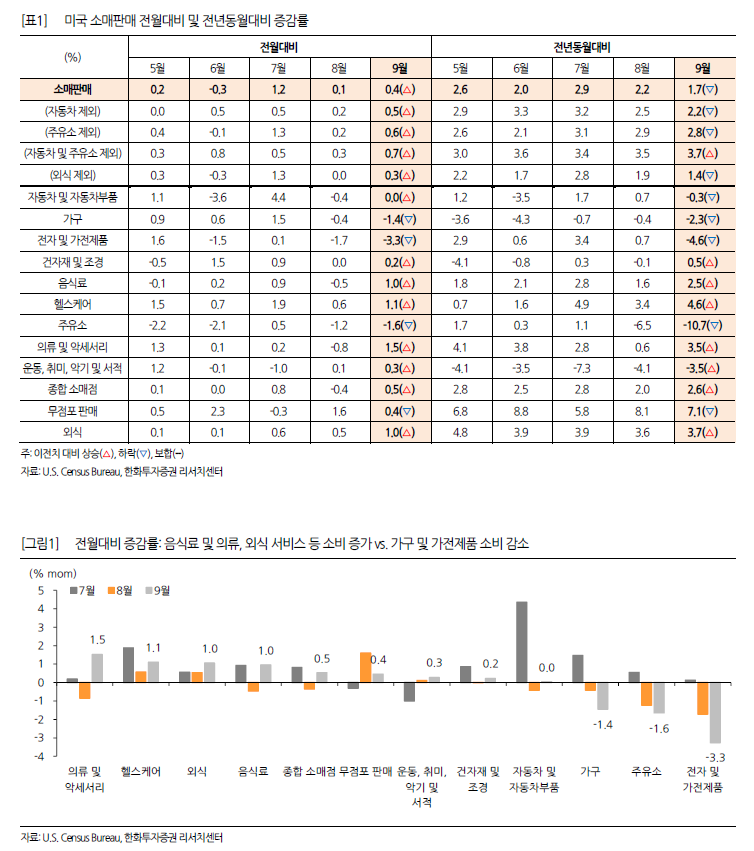 [표1] 미국 소매판매 전월대비 및 전년동월대비 증감률
(%) 전월대비 전년동월대비
5월 6월 7월 8월 9월 5월 6월 7월 8월 9월
소매판매 0.2 -0.3 1.2 0.1 0.4(△) 2.6 2.0 2.9 2.2 1.7(▽)
(자동차 제외) 0.0 0.5 0.5 0.2 0.5(△) 2.9 3.3 3.2 2.5 2.2(▽)
(주유소 제외) 0.4 -0.1 1.3 0.2 0.6(△) 2.6 2.1 3.1 2.9 2.8(▽)
(자동차 및 주유소 제외) 0.3 0.8 0.5 0.3 0.7(△) 3.0 3.6 3.4 3.5 3.7(△)
(외식 제외) 0.3 -0.3 1.3 0.0 0.3(△) 2.2 1.7 2.8 1.9 1.4(▽)
자동차 및 자동차부품 1.1 -3.6 4.4 -0.4 0.0(△) 1.2 -3.5 1.7 0.7 -0.3(▽)
가구 0.9 0.6 1.5 -0.4 -1.4(▽) -3.6 -4.3 -0.7 -0.4 -2.3(▽)
전자 및 가전제품 1.6 -1.5 0.1 -1.7 -3.3(▽) 2.9 0.6 3.4 0.7 -4.6(▽)
건자재 및 조경 -0.5 1.5 0.9 0.0 0.2(△) -4.1 -0.8 0.3 -0.1 0.5(△)
음식료 -0.1 0.2 0.9 -0.5 1.0(△) 1.8 2.1 2.8 1.6 2.5(△)
헬스케어 1.5 0.7 1.9 0.6 1.1(△) 0.7 1.6 4.9 3.4 4.6(△)
주유소 -2.2 -2.1 0.5 -1.2 -1.6(▽) 1.7 0.3 1.1 -6.5 -10.7(▽)
의류 및 악세서리 1.3 0.1 0.2 -0.8 1.5(△) 4.1 3.8 2.8 0.6 3.5(△)
운동, 취미, 악기 및 서적 1.2 -0.1 -1.0 0.1 0.3(△) -4.1 -3.5 -7.3 -4.1 -3.5(△)
종합 소매점 0.1 0.0 0.8 -0.4 0.5(△) 2.8 2.5 2.8 2.0 2.6(△)
무점포 판매 0.5 2.3 -0.3 1.6 0.4(▽) 6.8 8.8 5.8 8.1 7.1(▽)
외식 0.1 0.1 0.6 0.5 1.0(△) 4.8 3.9 3.9 3.6 3.7(△)
주: 이전치 대비 상승(△), 하락(▽), 보합(--)
자료: U.S. Census Bureau, 한화투자증권 리서치센터
[그림1] 전월대비 증감률: 음식료 및 의류, 외식 서비스 등 소비 증가 vs. 가구 및 가전제품 소비 감소
(% mom)
7월 8월 9월
5
4
3
2
1
0
-1
-2
-3
-4
1.5 1.1 1.0 1.0 0.5 0.4 0.3 0.2 0.0 -1.4 -1.6 -3.3
의류 및 헬스케어 외식 음식료 종합 소매점 무점포 판매 운동, 취미, 건자재 및 자동차 및 가구 주유소 전자 및
악세서리 악기 및 조경 자동차부품 가전제품
서적
자료: U.S. Census Bureau, 한화투자증권 리서치센터